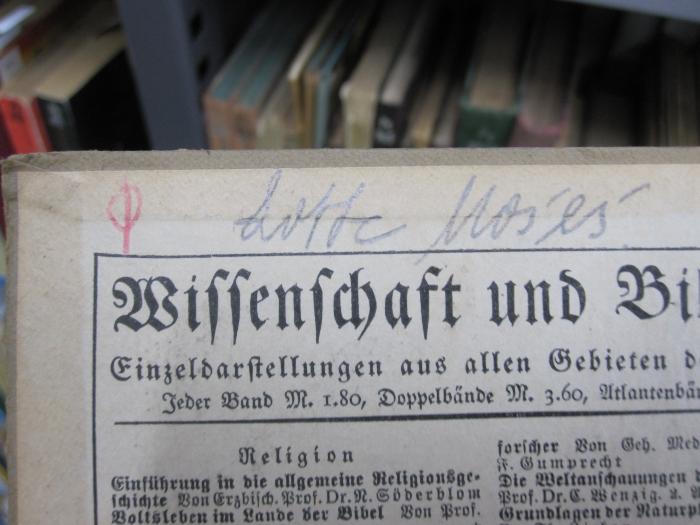 Lotte Moses
Wissenschaft und Bil
Einzeldarstellungen aus allen Gebieten d
Jeder Band M. 1.80, Doppelbände M. 3.60, Atlantenbän
Religion
Einführung in die allgemeine Religionsge-
schichte Von Erzbisch. Prof. Dr. N. Söderblom
Volksleben im Lande der Bibel Von Prof.
forscher Von Geh. Med
F. Gumprecht
Die Weltanschauungen d
Prof. Dr. C. Wenzig. 2. A
Grundlagen der Naturp